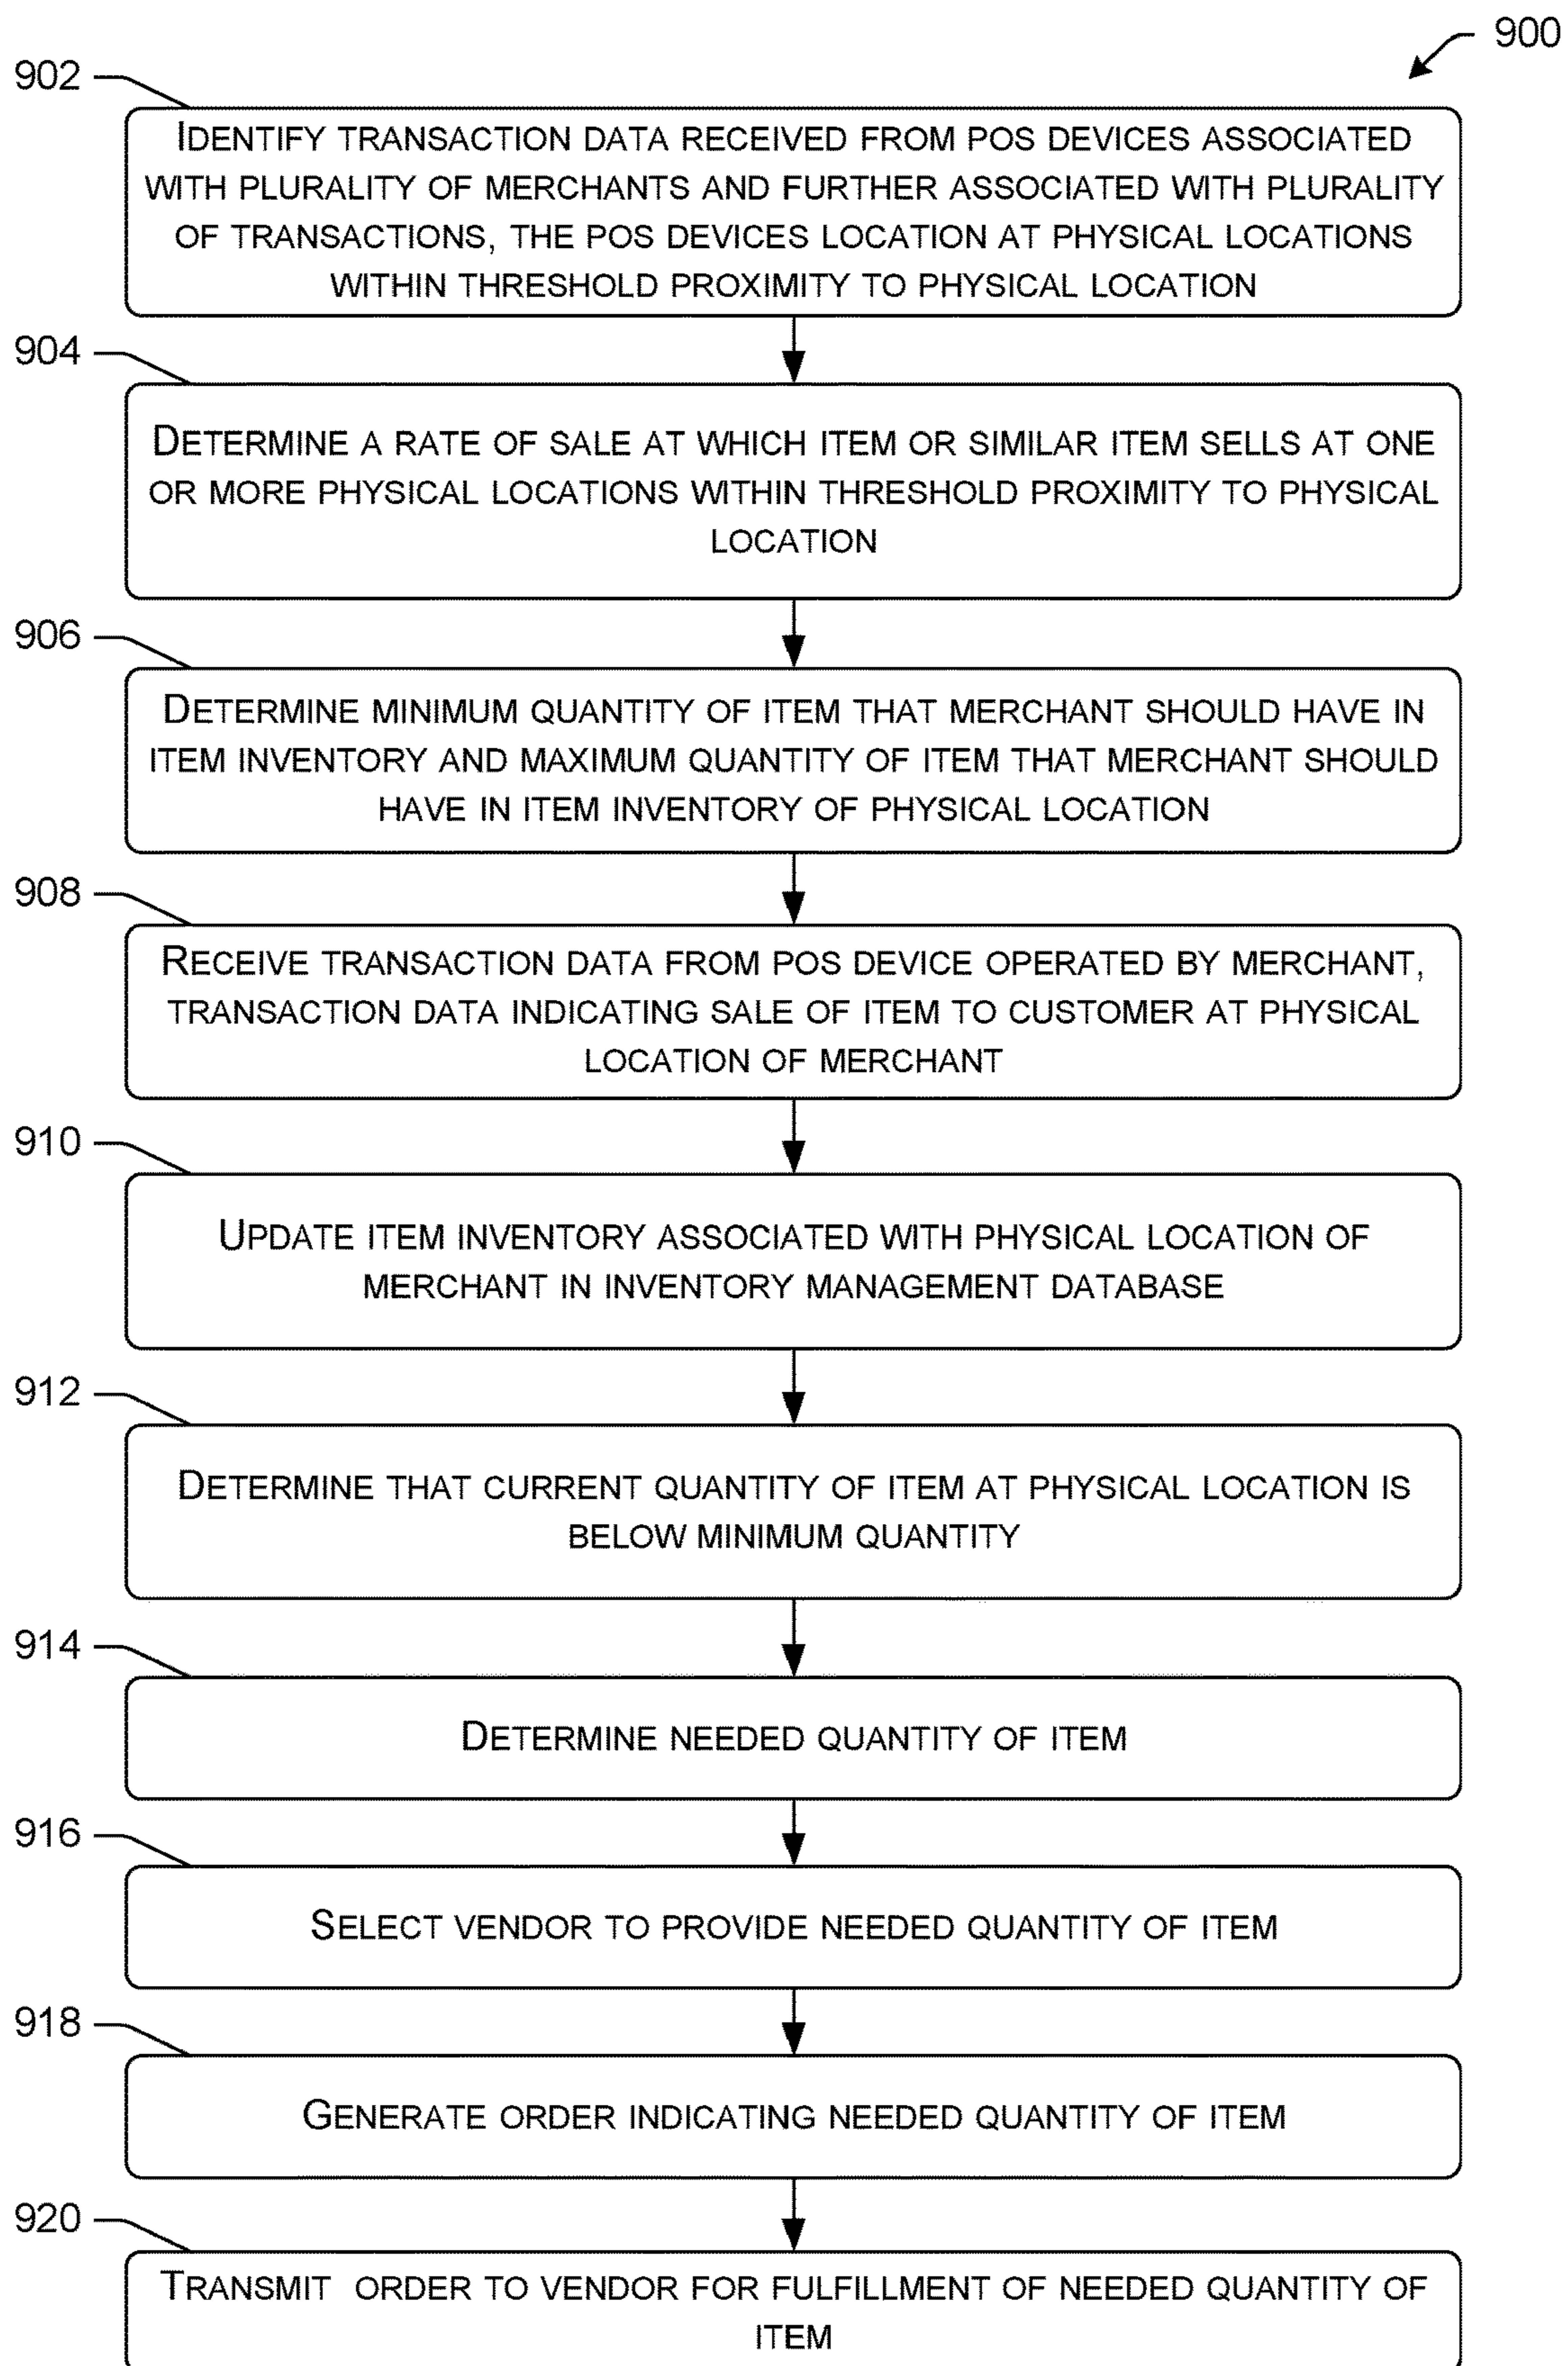 900
902
IDENTIFY TRANSACTION DATA RECEIVED FROM POS DEVICES ASSOCIATED
WITH PLURALITY OF MERCHANTS AND FURTHER ASSOCIATED WITH PLURALITY
OF TRANSACTIONS, THE POS DEVICES LOCATION AT PHYSICAL LOCATIONS
WITHIN THRESHOLD PROXIMITY TO PHYSICAL LOCATION
904
DETERMINE A RATE OF SALE AT WHICH ITEM OR SIMILAR ITEM SELLS AT ONE
OR MORE PHYSICAL LOCATIONS WITHIN THRESHOLD PROXIMITY TO PHYSICAL
LOCATION
906
DETERMINE MINIMUM QUANTITY OF ITEM THAT MERCHANT SHOULD HAVE IN
ITEM INVENTORY AND MAXIMUM QUANTITY OF ITEM THAT MERCHANT SHOULD
HAVE IN ITEM INVENTORY OF PHYSICAL LOCATION
908
RECEIVE TRANSACTION DATA FROM POS DEVICE OPERATED BY MERCHANT,
TRANSACTION DATA INDICATING SALE OF ITEM TO CUSTOMER AT PHYSICAL
LOCATION OF MERCHANT
910
UPDATE ITEM INVENTORY ASSOCIATED WITH PHYSICAL LOCATION OF
MERCHANT IN INVENTORY MANAGEMENT DATABASE
912
DETERMINE THAT CURRENT QUANTITY OF ITEM AT PHYSICAL LOCATION IS
BELOW MINIMUM QUANTITY
914
DETERMINE NEEDED QUANTITY OF ITEM
916
SELECT VENDOR TO PROVIDE NEEDED QUANTITY OF ITEM
918
GENERATE ORDER INDICATING NEEDED QUANTITY OF ITEM
920
TRANSMIT ORDER TO VENDOR FOR FULFILLMENT OF NEEDED QUANTITY OF
ITEM